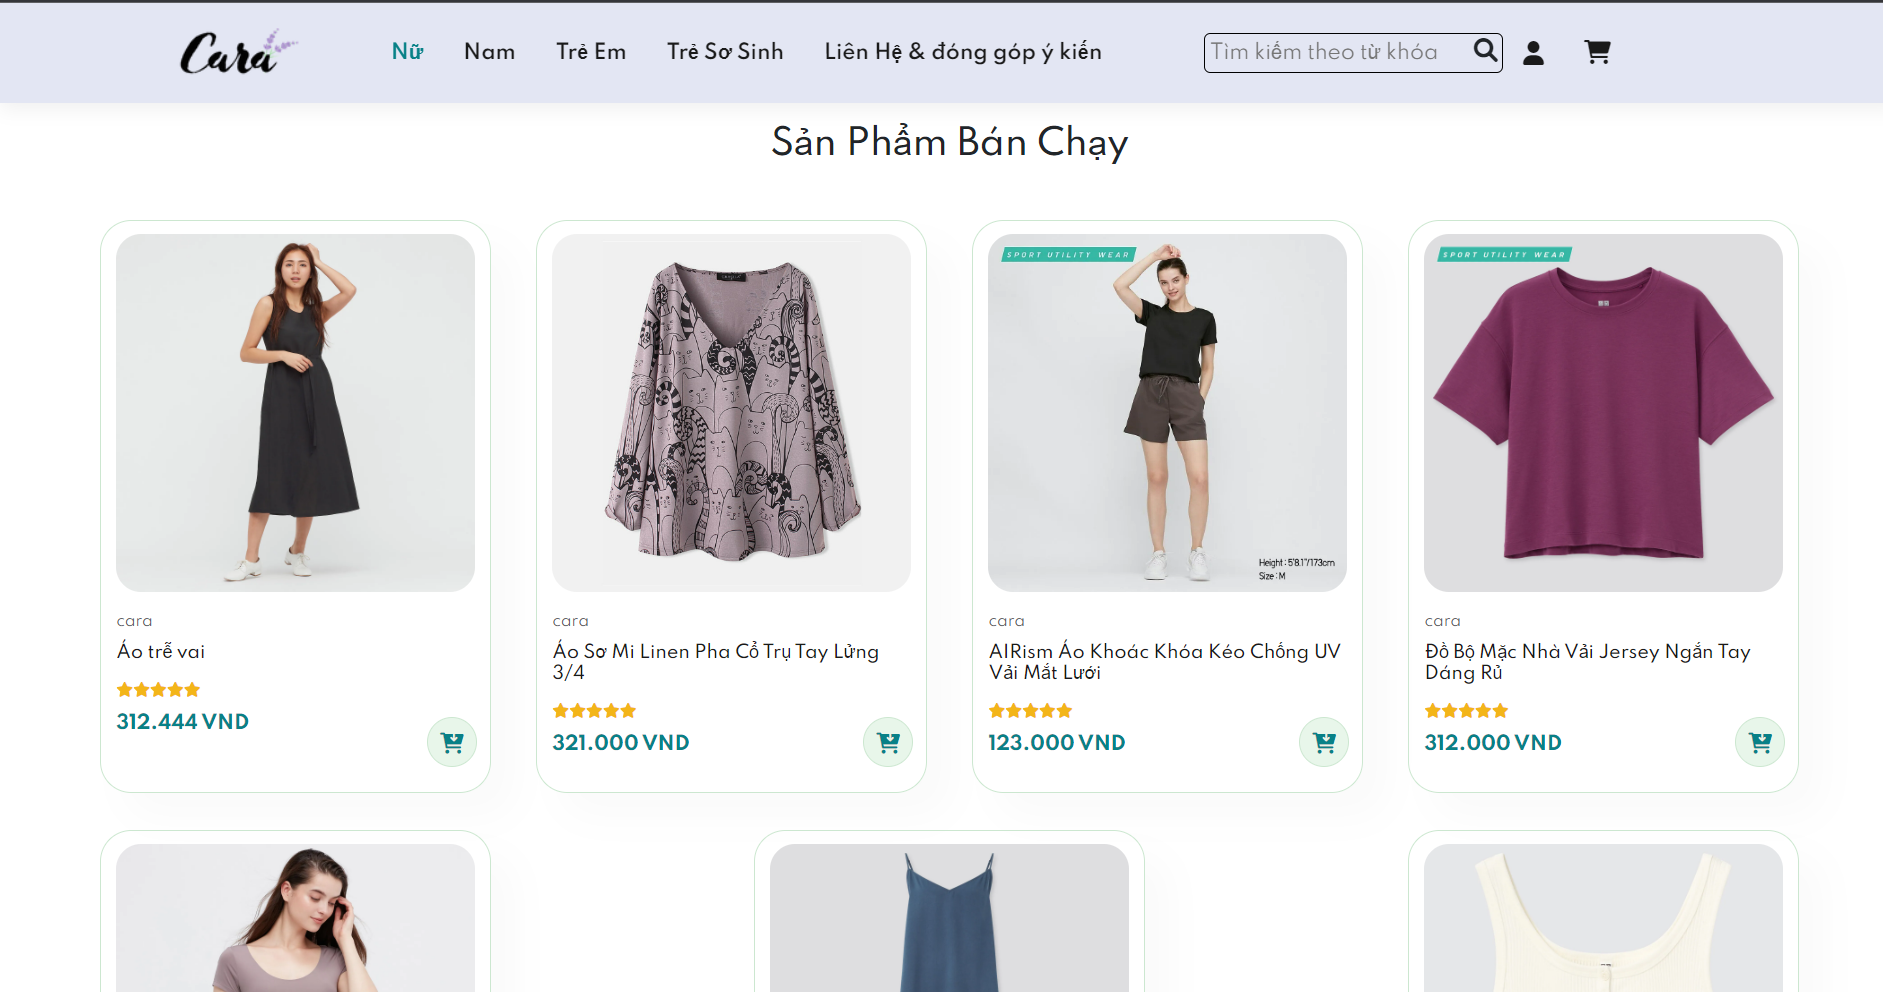 Cara
Nữ
Nam
Trẻ Em
Trẻ Sơ Sinh
Liên Hệ & đóng góp ý kiến
Tìm kiếm theo từ khóa
Sản Phẩm Bán Chạy
SPORT UTILITY WEAR
Height : 5'8.1"/173cm
Size : M
SPORT UTILITY WEAR
cara
Áo trễ vai
312.444 VND
cara
Áo Sơ Mi Linen Pha Cổ Trụ Tay Lửng
3/4
321.000 VND
cara
AIRism Áo Khoác Khóa Kéo Chống UV
Vải Mắt Lưới
123.000 VND
cara
Đồ Bộ Mặc Nhà Vải Jersey Ngắn Tay
Dáng Rủ
312.000 VND